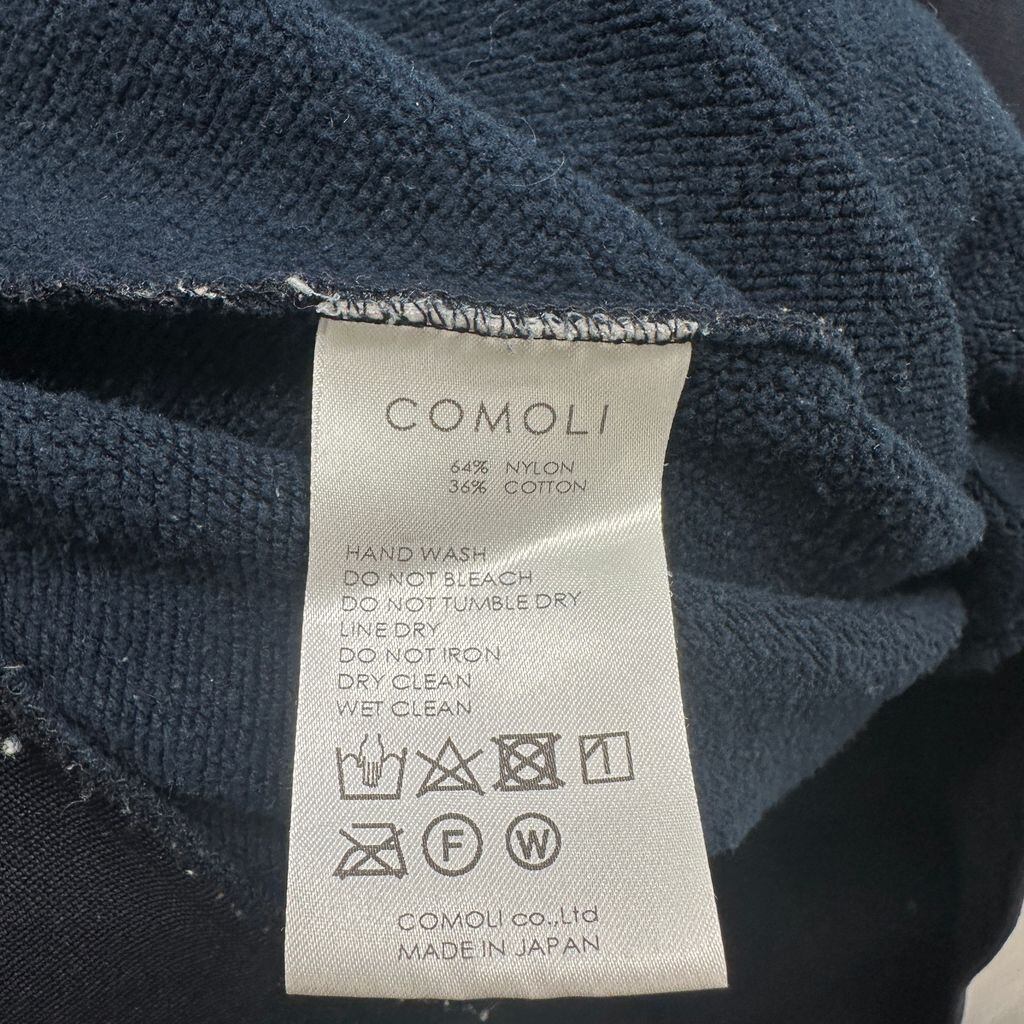 COMOLI
64% NYLON
36% COTTON
HAND WASH
DO NOT BLEACH
DO NOT TUMBLE DRY
LINE DRY
DO NOT IRON
DRY CLEAN
WET CLEAN
F W
COMOLI co.,Ltd
MADE IN JAPAN